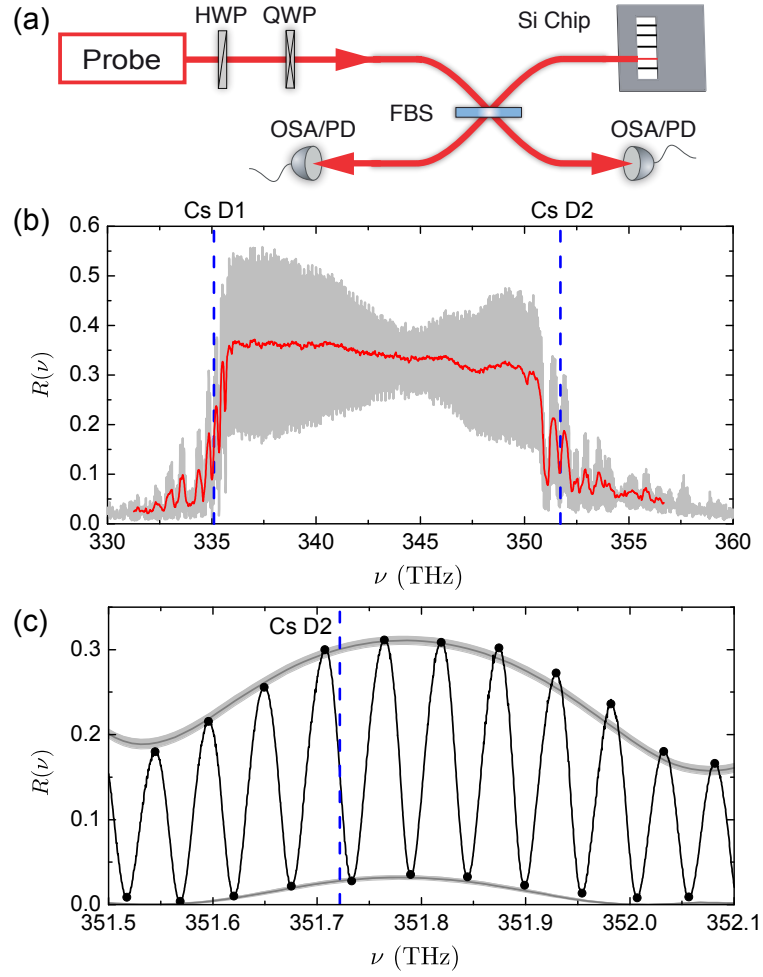 (a)
HWP QWP
Si Chip
Probe
FBS
OSA/PD
OSA/PD
(b)
Cs D1
Cs D2
0.6
0.5
0.4
0.3
0.2
0.1
0.0
R(ν)
330 335 340 345 350 355 360
ν (THz)
(c)
Cs D2
0.3
0.2
0.1
0.0
R(ν)
351.5 351.6 351.7 351.8 351.9 352.0 352.1
ν (THz)